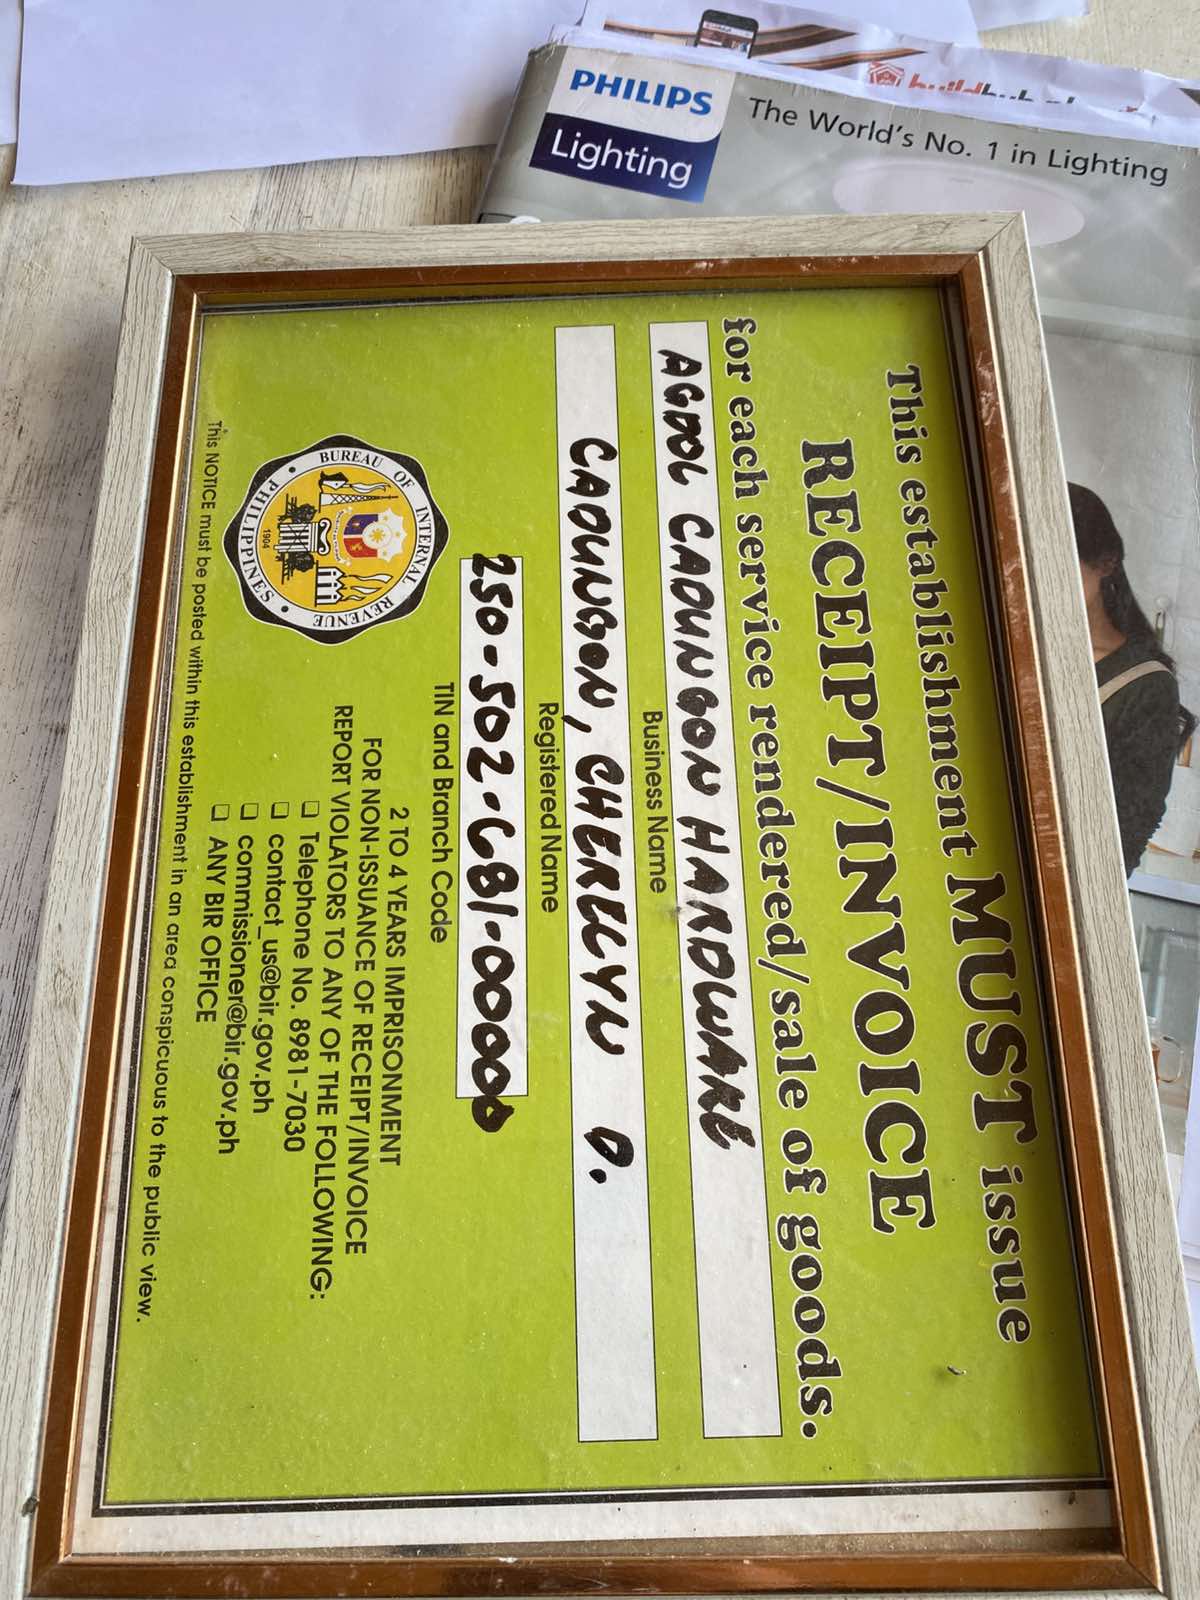 PHILIPS
Lighting
The World's No. 1 in Lighting
This establishment MUST issue
RECEIPT/INVOICE
for each service rendered/sale of goods.
AGDOL CAOUNGON HARDWARE
Business Name
CAOUNGON, CHERLLYN D.
Registered Name
250-502-681-00000
TIN and Branch Code
BUREAU OF INTERNAL REVENUE
PHILIPPINES
1904
2 TO 4 YEARS IMPRISONMENT
FOR NON-ISSUANCE OF RECEIPT/INVOICE
REPORT VIOLATORS TO ANY OF THE FOLLOWING:
❑ Telephone No. 8981-7030
❑ contact_us@bir.gov.ph
❑ commissioner@bir.gov.ph
❑ ANY BIR OFFICE
This NOTICE must be posted within this establishment in an area conspicuous to the public view.